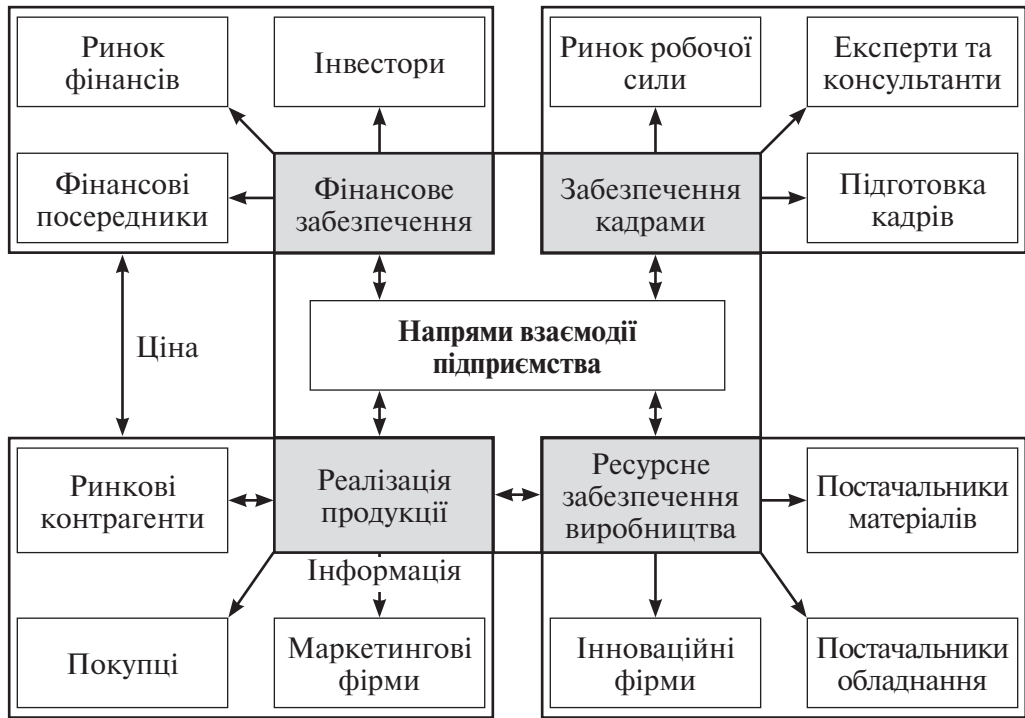 Ринок
фінансів
Інвестори
Ринок робочої
сили
Експерти та
консультанти
Фінансові
посередники
Фінансове
забезпечення
Забезпечення
кадрами
Підготовка
кадрів
Ціна
Напрями взаємодії
підприємства
Ринкові
контрагенти
Реалізація
продукції
Ресурсне
забезпечення
виробництва
Постачальники
матеріалів
Інформація
Покупці
Маркетингові
фірми
Інноваційні
фірми
Постачальники
обладнання